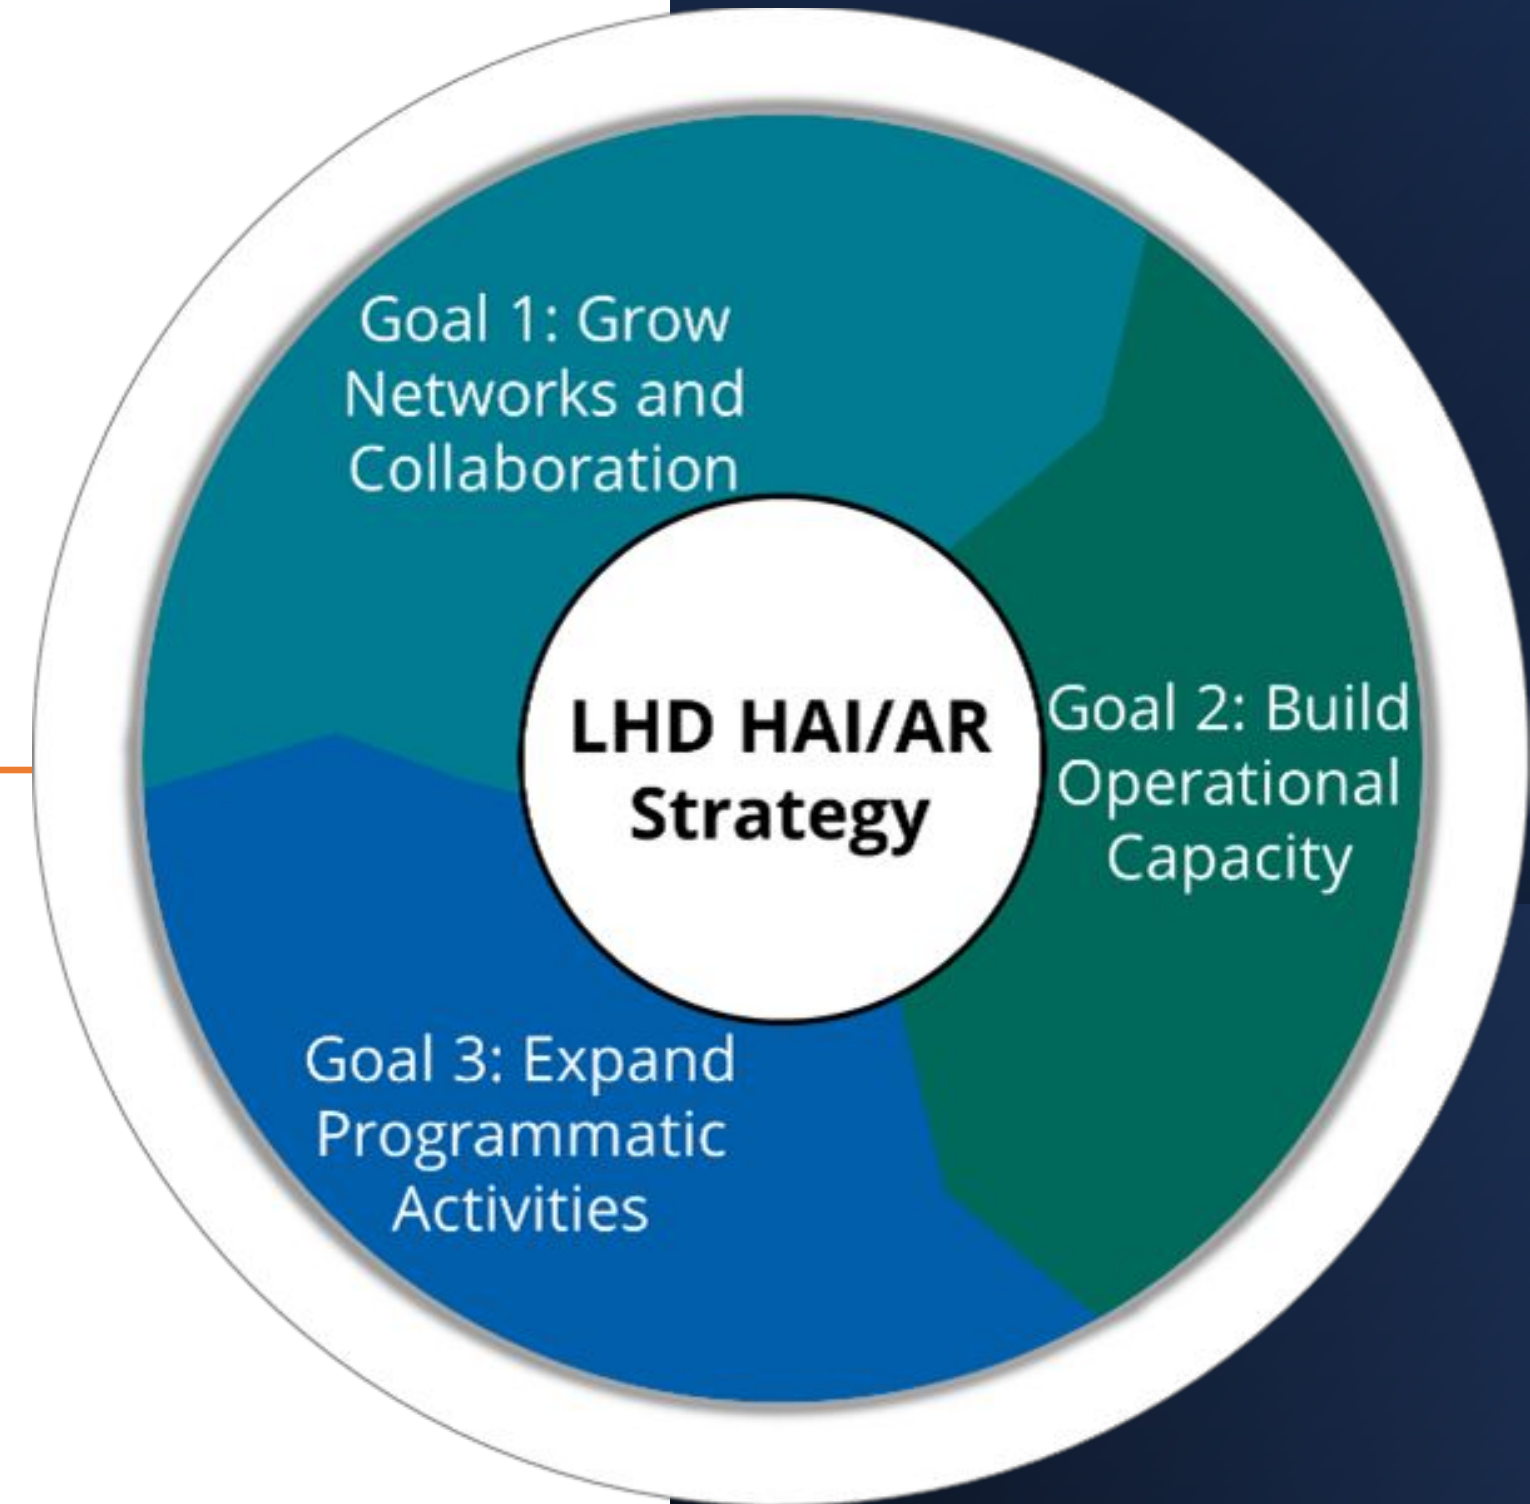 Goal 1: Grow
Networks and
Collaboration
LHD HAI/AR
Strategy
Goal 2: Build
Operational
Capacity
Goal 3: Expand
Programmatic
Activities